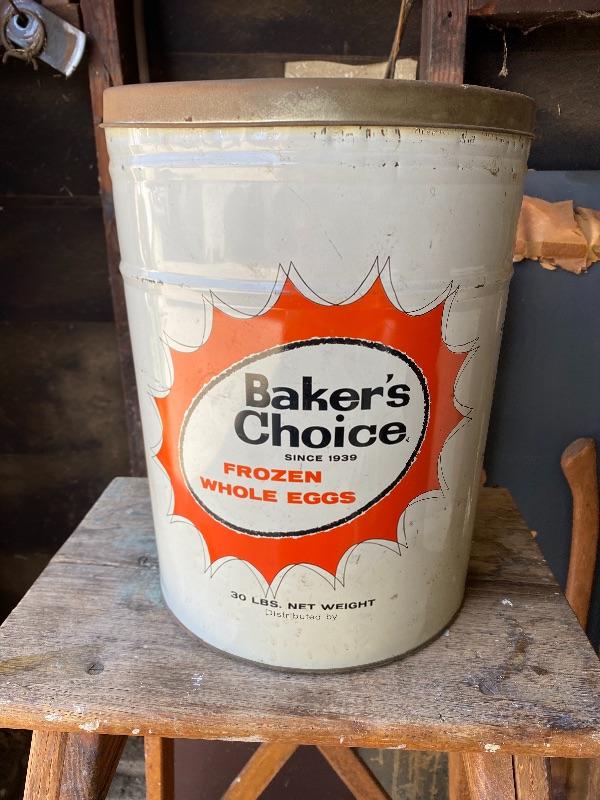 Baker's
Choice
SINCE 1939
FROZEN
WHOLE EGGS
30 LBS. NET WEIGHT
Distributed by